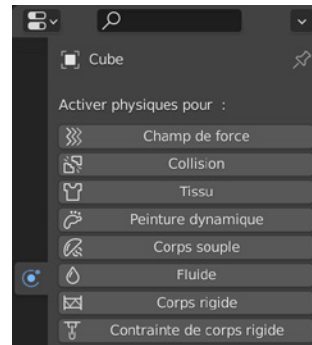 Cube
Activer physiques pour :
Champ de force
Collision
Tissu
Peinture dynamique
Corps souple
Fluide
Corps rigide
Contrainte de corps rigide